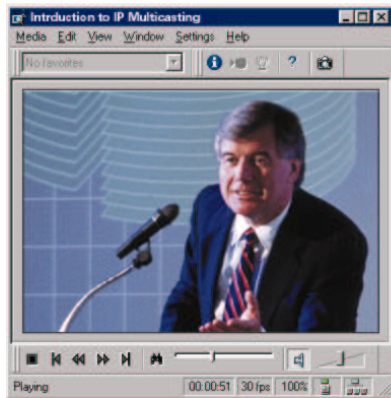 Intrduction to IP Multicasting
Media Edit View Window Settings Help
No favorites
?
Playing 00:00:51 30 fps 100%